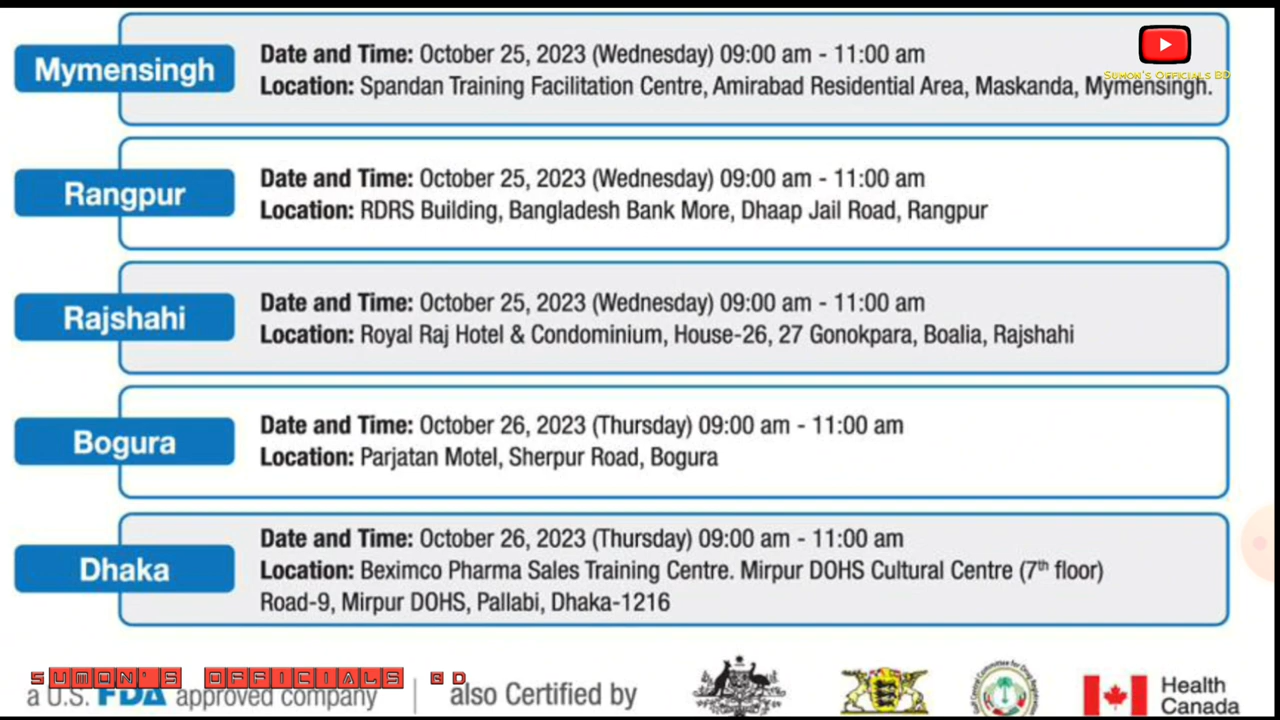 Mymensingh
Date and Time: October 25, 2023 (Wednesday) 09:00 am - 11:00 am
Location: Spandan Training Facilitation Centre, Amirabad Residential Area, Maskanda, Mymensingh.
Sumon's Officials BD
Rangpur
Date and Time: October 25, 2023 (Wednesday) 09:00 am - 11:00 am
Location: RDRS Building, Bangladesh Bank More, Dhaap Jail Road, Rangpur
Rajshahi
Date and Time: October 25, 2023 (Wednesday) 09:00 am - 11:00 am
Location: Royal Raj Hotel & Condominium, House-26, 27 Gonokpara, Boalia, Rajshahi
Bogura
Date and Time: October 26, 2023 (Thursday) 09:00 am - 11:00 am
Location: Parjatan Motel, Sherpur Road, Bogura
Dhaka
Date and Time: October 26, 2023 (Thursday) 09:00 am - 11:00 am
Location: Beximco Pharma Sales Training Centre. Mirpur DOHS Cultural Centre (7th floor)
Road-9, Mirpur DOHS, Pallabi, Dhaka-1216
SUMON'S OFFICIALS BD
a U.S. FDA approved company
also Certified by
Health
Canada